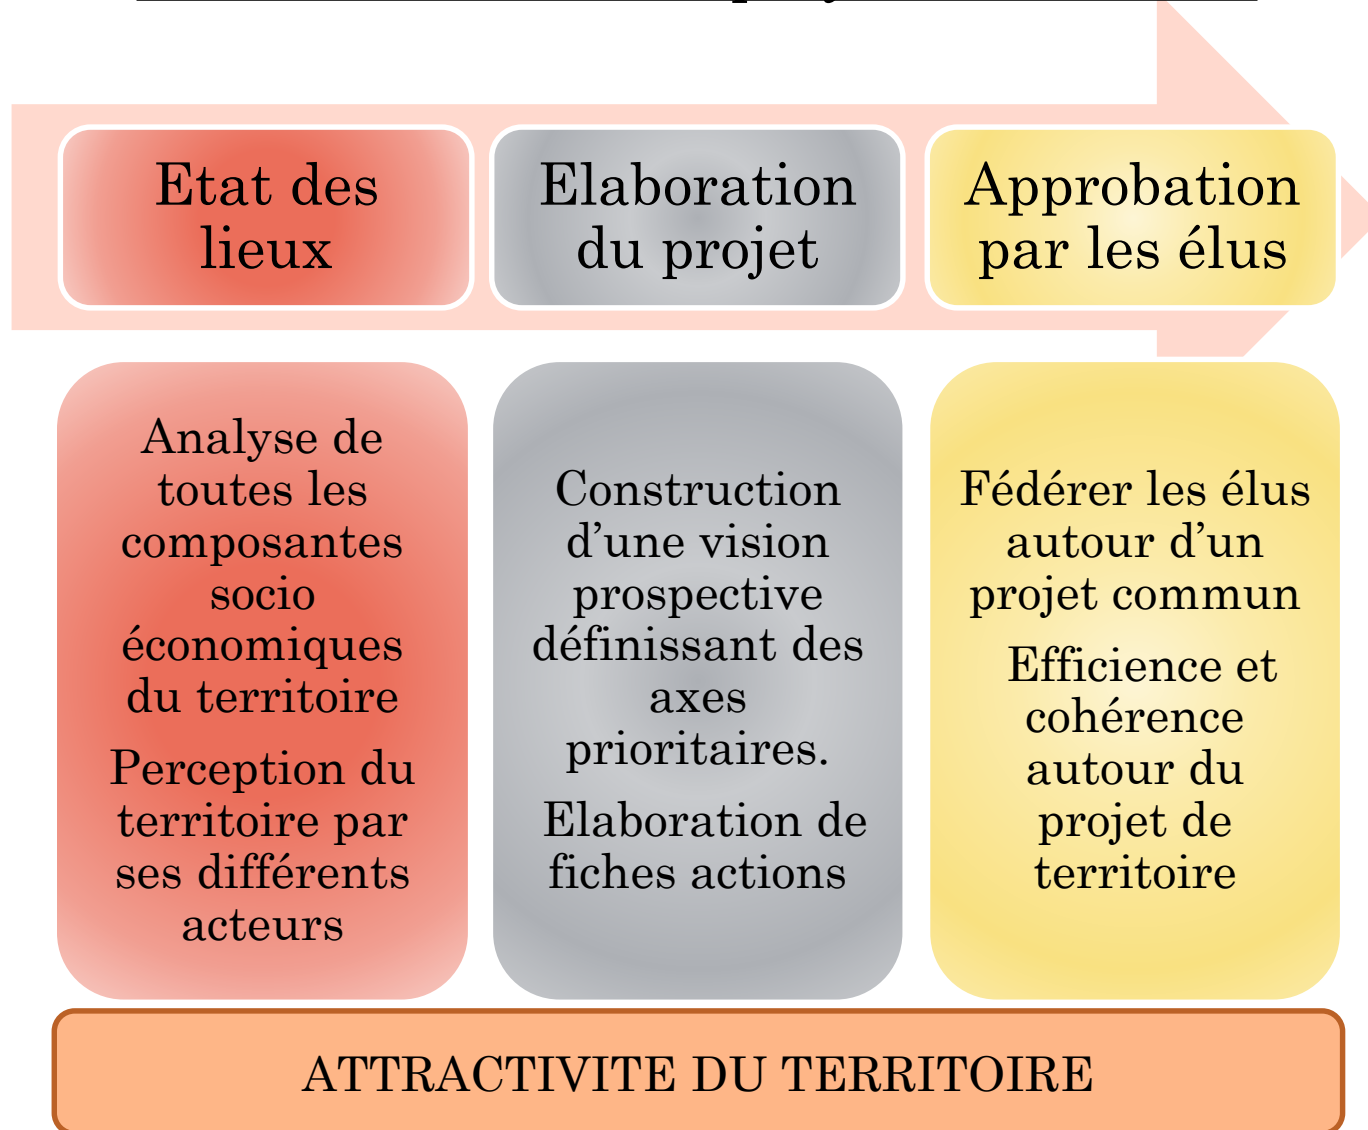 Etat des
lieux
Elaboration
du projet
Approbation
par les élus
Analyse de
toutes les
composantes
socio
économiques
du territoire
Perception du
territoire par
ses différents
acteurs
Construction
d’une vision
prospective
définissant des
axes
prioritaires.
Elaboration de
fiches actions
Fédérer les élus
autour d’un
projet commun
Efficience et
cohérence
autour du
projet de
territoire
ATTRACTIVITE DU TERRITOIRE